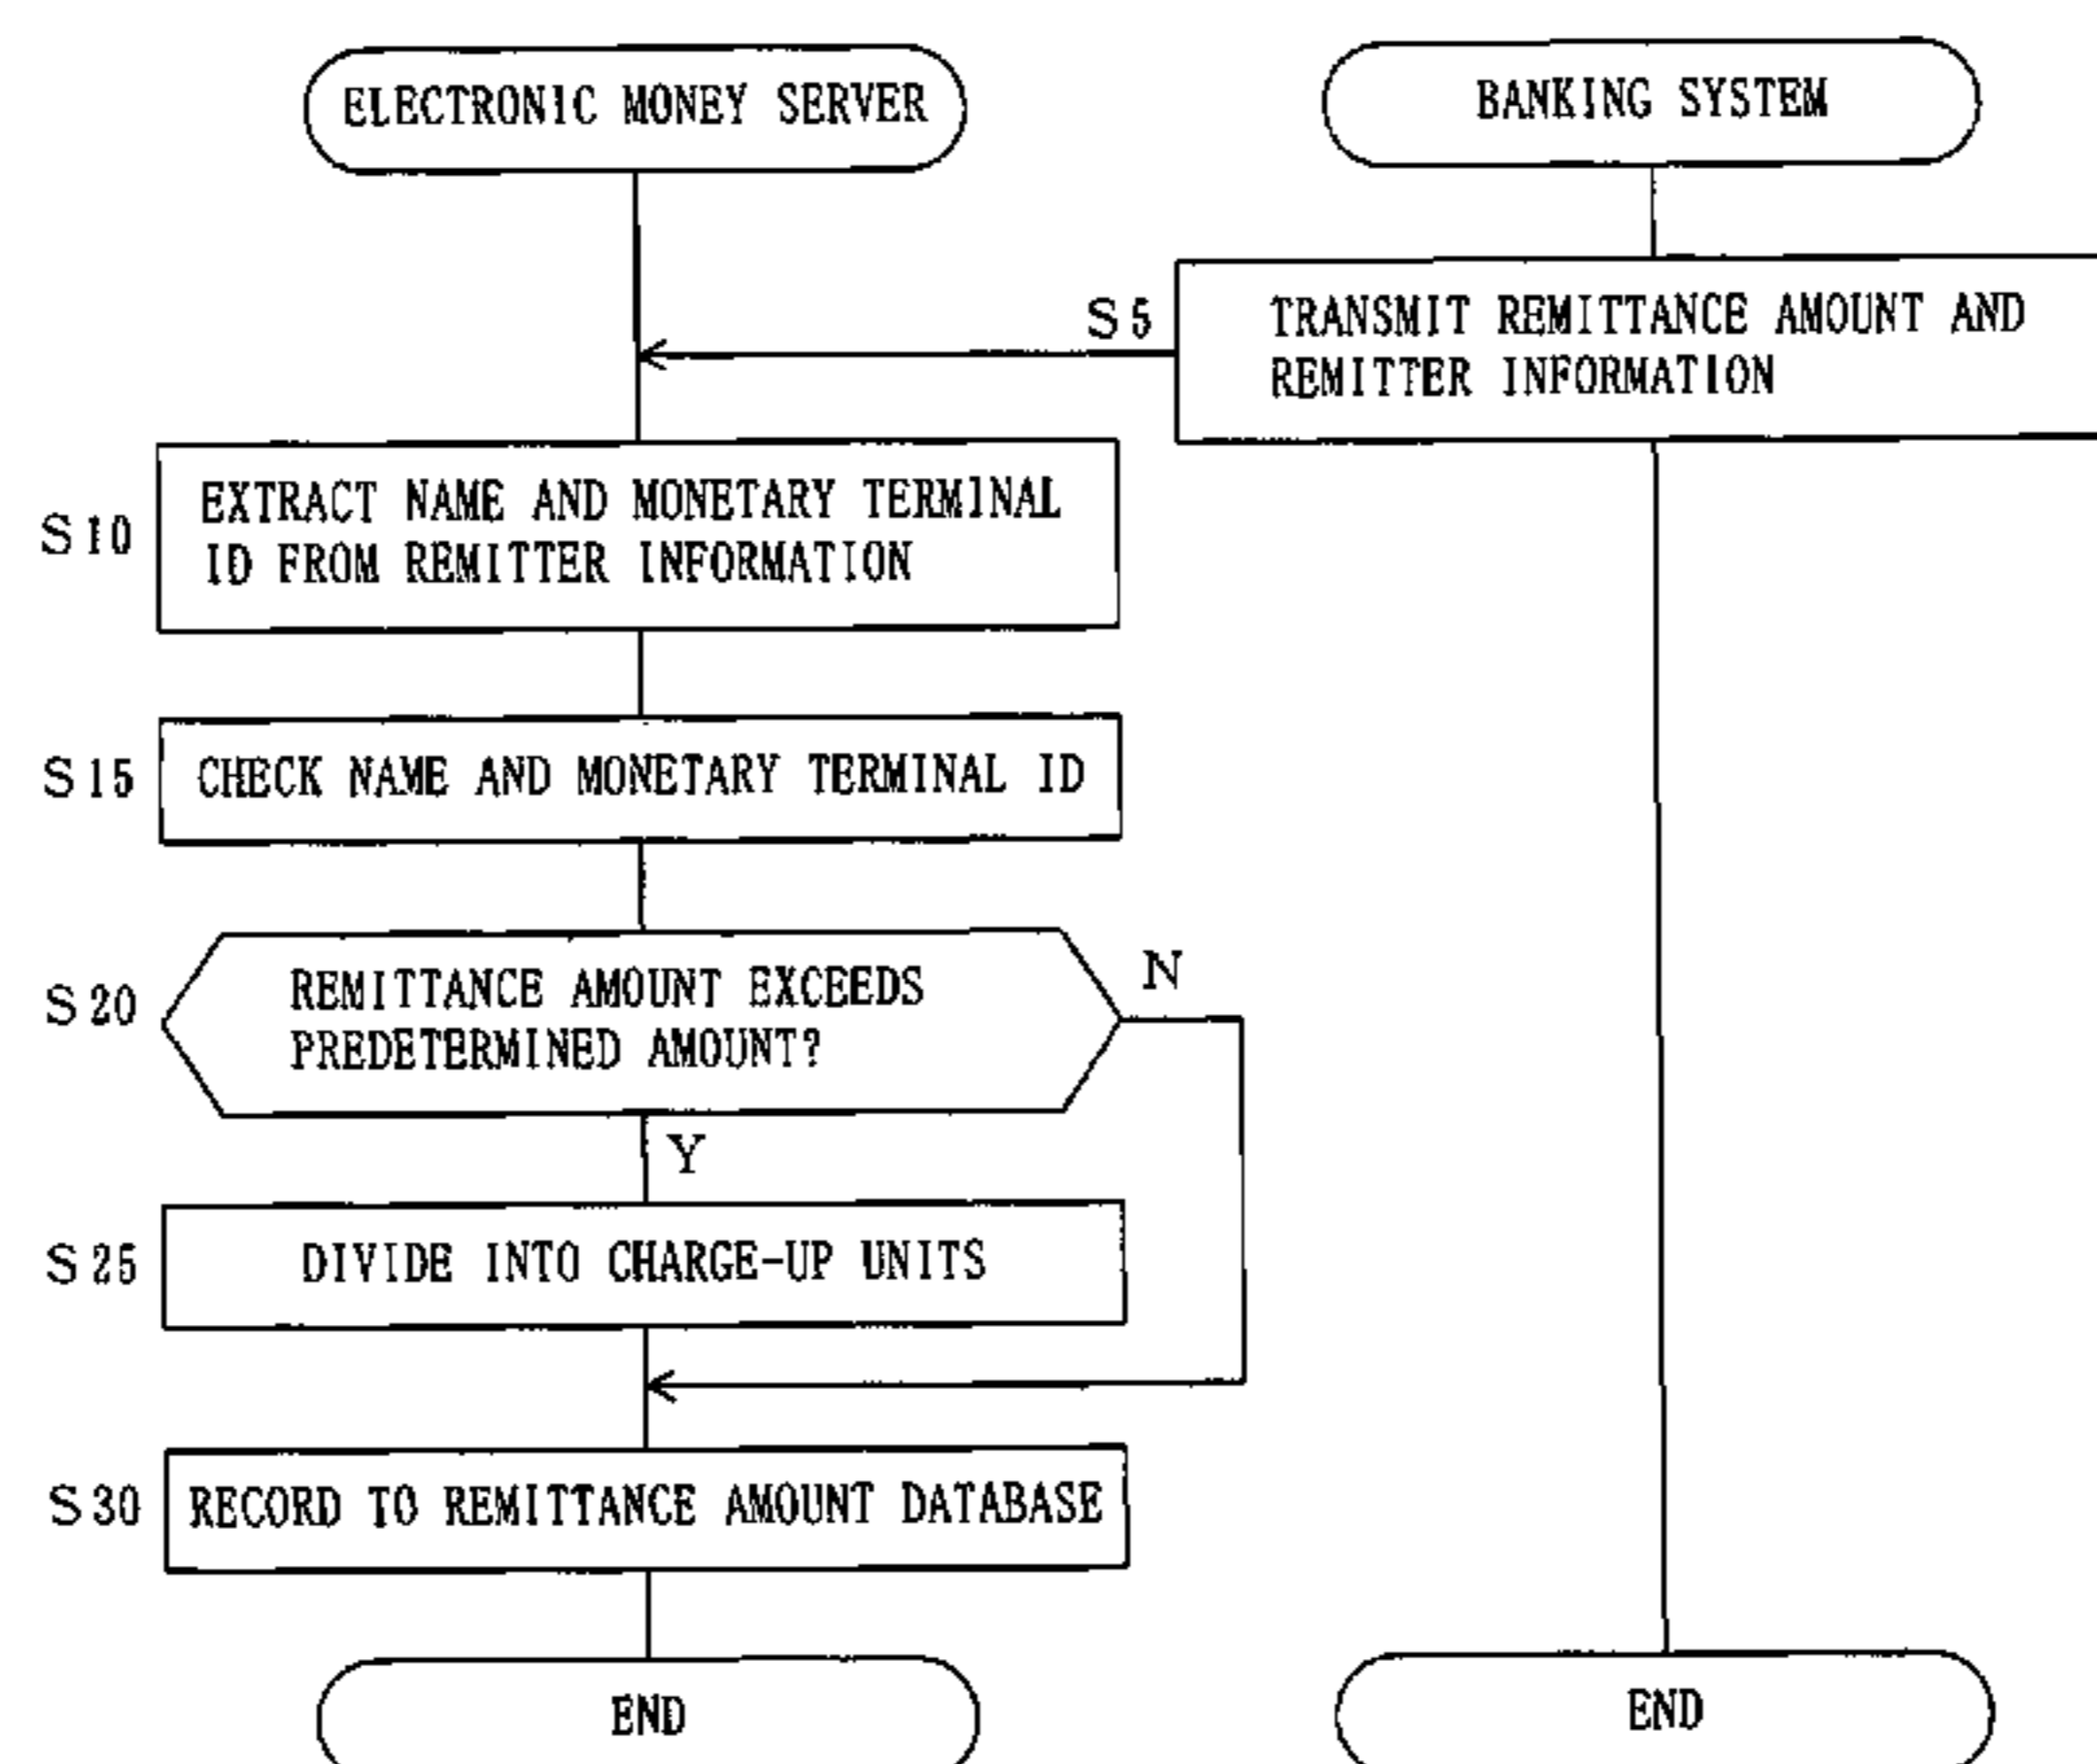 ELECTRONIC MONEY SERVER
BANKING SYSTEM
S5
TRANSMIT REMITTANCE AMOUNT AND
REMITTER INFORMATION
S10
EXTRACT NAME AND MONETARY TERMINAL
ID FROM REMITTER INFORMATION
S15
CHECK NAME AND MONETARY TERMINAL ID
S20
REMITTANCE AMOUNT EXCEEDS
PREDETERMINED AMOUNT?
N
Y
S25
DIVIDE INTO CHARGE-UP UNITS
S30
RECORD TO REMITTANCE AMOUNT DATABASE
END
END